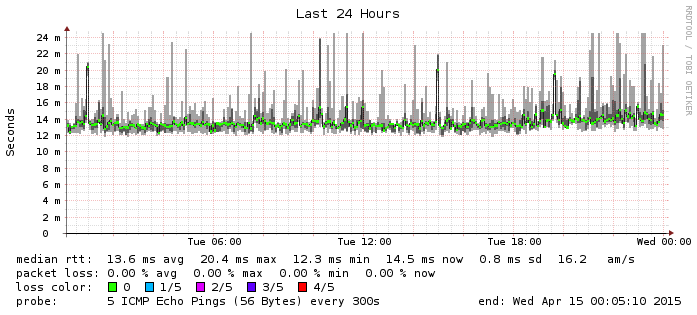 Last 24 Hours
RRDTOOL / TOBI OETIKER
Seconds
24 m
22 m
20 m
18 m
16 m
14 m
12 m
10 m
8 m
6 m
4 m
2 m
0
Tue 06:00 Tue 12:00 Tue 18:00 Wed 00:00
median rtt: 13.6 ms avg 20.4 ms max 12.3 ms min 14.5 ms now 0.8 ms sd 16.2 am/s
packet loss: 0.00 % avg 0.00 % max 0.00 % min 0.00 % now
loss color: 0 1/5 2/5 3/5 4/5
probe: 5 ICMP Echo Pings (56 Bytes) every 300s end: Wed Apr 15 00:05:10 2015